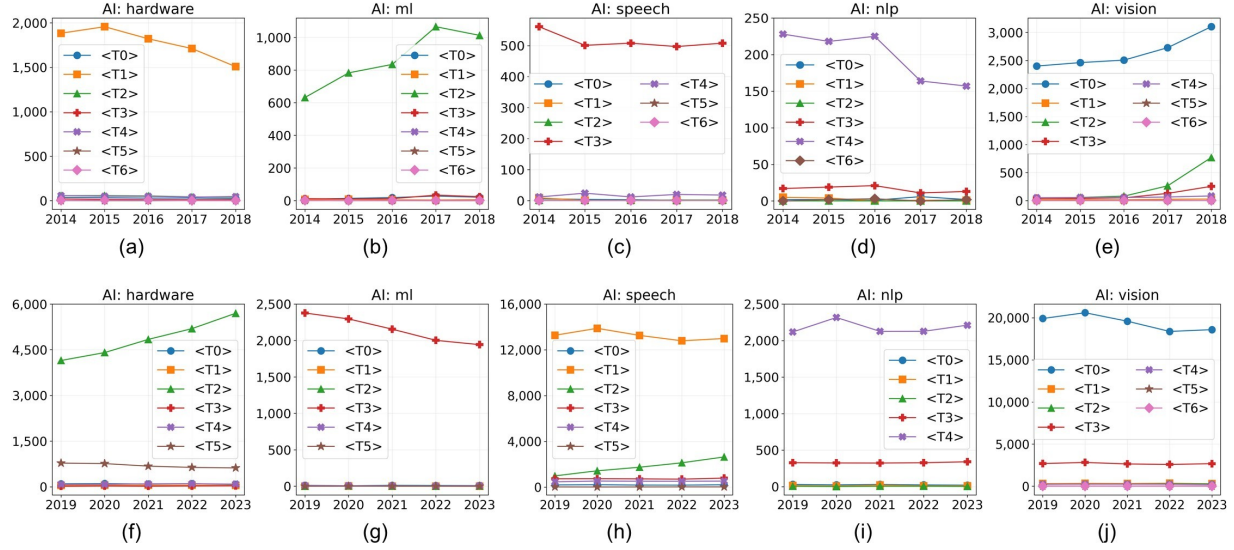 AI: hardware
2,000
1,500
1,000
500
0
<T0>
<T1>
<T2>
<T3>
<T4>
<T5>
<T6>
2014 2015 2016 2017 2018
(a)
AI: ml
1,000
800
600
400
200
0
<T0>
<T1>
<T2>
<T3>
<T4>
<T5>
<T6>
2014 2015 2016 2017 2018
(b)
AI: speech
500
400
300
200
100
0
<T0> <T4>
<T1> <T5>
<T2> <T6>
<T3>
2014 2015 2016 2017 2018
(c)
AI: nlp
250
200
150
100
50
0
<T0>
<T1>
<T2>
<T3>
<T4>
<T6>
2014 2015 2016 2017 2018
(d)
AI: vision
3,000
2,500
2,000
1,500
1,000
500
0
<T0> <T4>
<T1> <T5>
<T2> <T6>
<T3>
2014 2015 2016 2017 2018
(e)
AI: hardware
6,000
4,500
3,000
1,500
0
<T0>
<T1>
<T2>
<T3>
<T4>
<T5>
2019 2020 2021 2022 2023
(f)
AI: ml
2,500
2,000
1,500
1,000
500
0
<T0>
<T1>
<T2>
<T3>
<T4>
<T5>
2019 2020 2021 2022 2023
(g)
AI: speech
16,000
12,000
8,000
4,000
0
<T0>
<T1>
<T2>
<T3>
<T4>
<T5>
2019 2020 2021 2022 2023
(h)
AI: nlp
2,500
2,000
1,500
1,000
500
0
<T0>
<T1>
<T2>
<T3>
<T4>
2019 2020 2021 2022 2023
(i)
AI: vision
20,000
15,000
10,000
5,000
0
<T0> <T4>
<T1> <T5>
<T2> <T6>
<T3>
2019 2020 2021 2022 2023
(j)